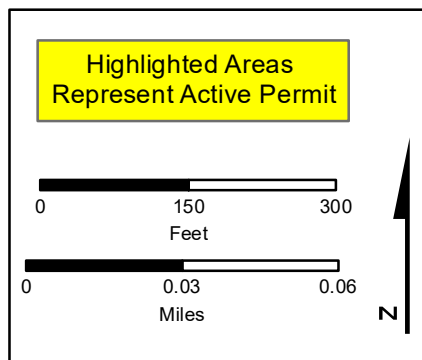 Highlighted Areas
Represent Active Permit
0 150 300
Feet
0 0.03 0.06
Miles
N